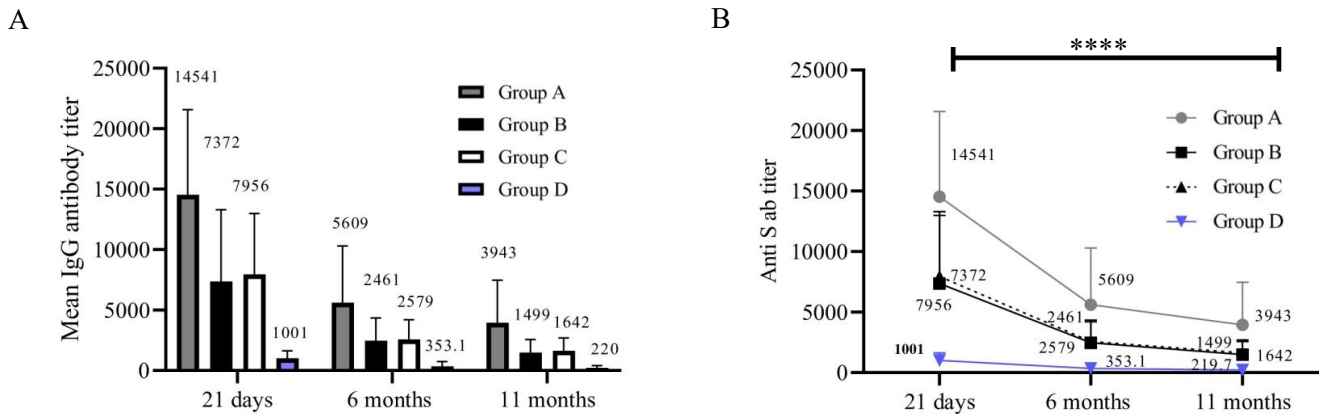 A
Mean IgG antibody titer
25000
20000
15000
10000
5000
0
14541
7372
7956
1001
5609
2461
2579
353.1
3943
1499
1642
220
Group A
Group B
Group C
Group D
21 days
6 months
11 months
B
****
Anti S ab titer
25000
20000
15000
10000
5000
0
14541
7372
7956
1001
5609
2461
2579
353.1
3943
1499
1642
219.7
Group A
Group B
Group C
Group D
21 days
6 months
11 months